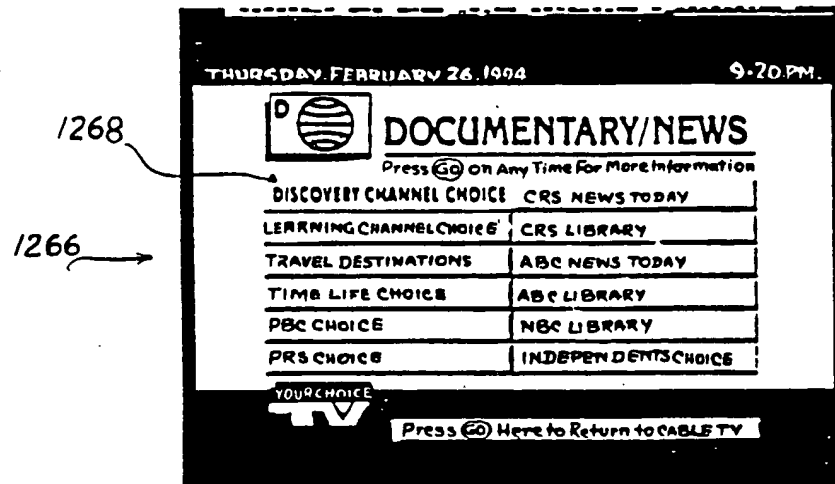 THURSDAY. FEBRUARY 26.1994 9.20.PM.
D
DOCUMENTARY/NEWS
Press GO on Any Time For More Information
1268
DISCOVERY CHANNEL CHOICE CRS NEWS TODAY
LEARNING CHANNEL CHOICE CRS LIBRARY
1266
TRAVEL DESTINATIONS ABC NEWS TODAY
TIME LIFE CHOICE ABC LIBRARY
PBC CHOICE NBC LIBRARY
PRS CHOICE INDEPENDENTS CHOICE
YOUR CHOICE
TV
Press GO Here to Return to CABLE TV